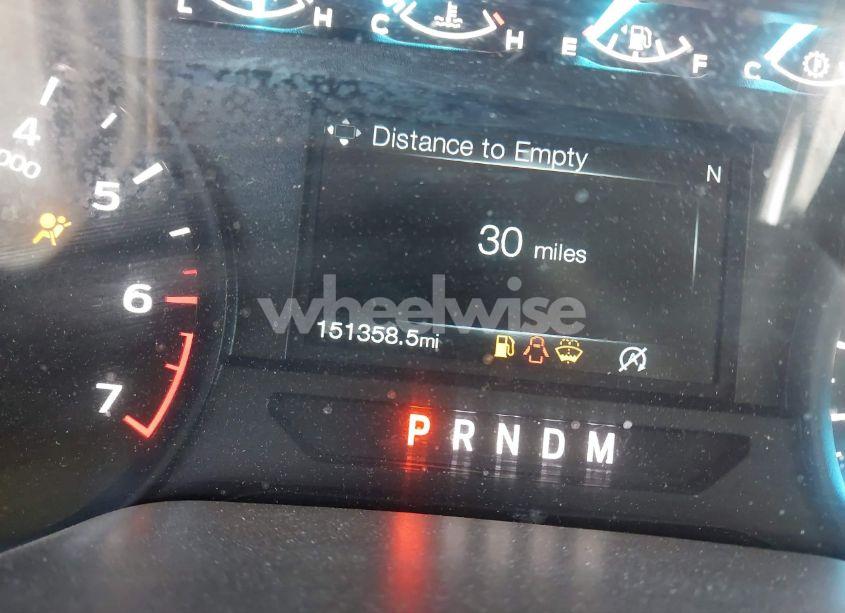 L H
C H
E F
C
4
000
5
6
7
Distance to Empty
N
30 miles
151358.5mi
P R N D M
wheelwise